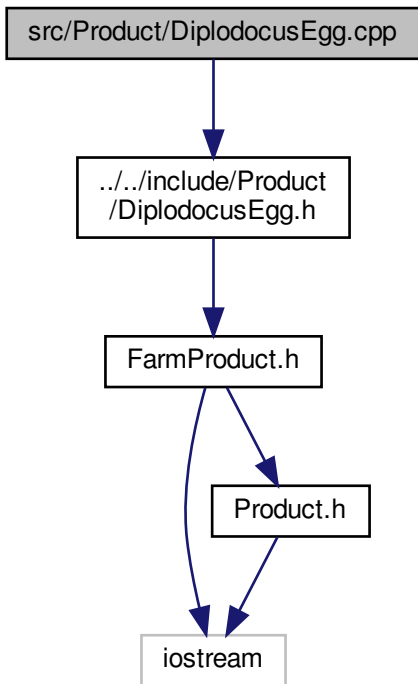 src/Product/DiplodocusEgg.cpp
../../include/Product
/DiplodocusEgg.h
FarmProduct.h
Product.h
iostream